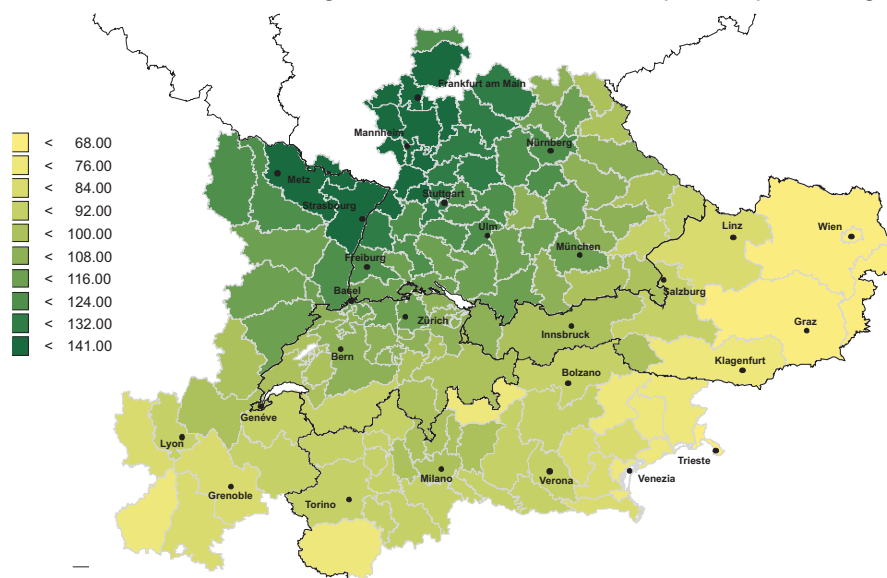 < 68.00
< 76.00
< 84.00
< 92.00
< 100.00
< 108.00
< 116.00
< 124.00
< 132.00
< 141.00
Frankfurt am Main
Mannheim
Nürnberg
Metz
Stuttgart
Strasbourg
Ulm
Linz
Wien
München
Freiburg
Salzburg
Basel
Zürich
Innsbruck
Graz
Bern
Klagenfurt
Bolzano
Genéve
Lyon
Trieste
Milano
Verona
Venezia
Grenoble
Torino